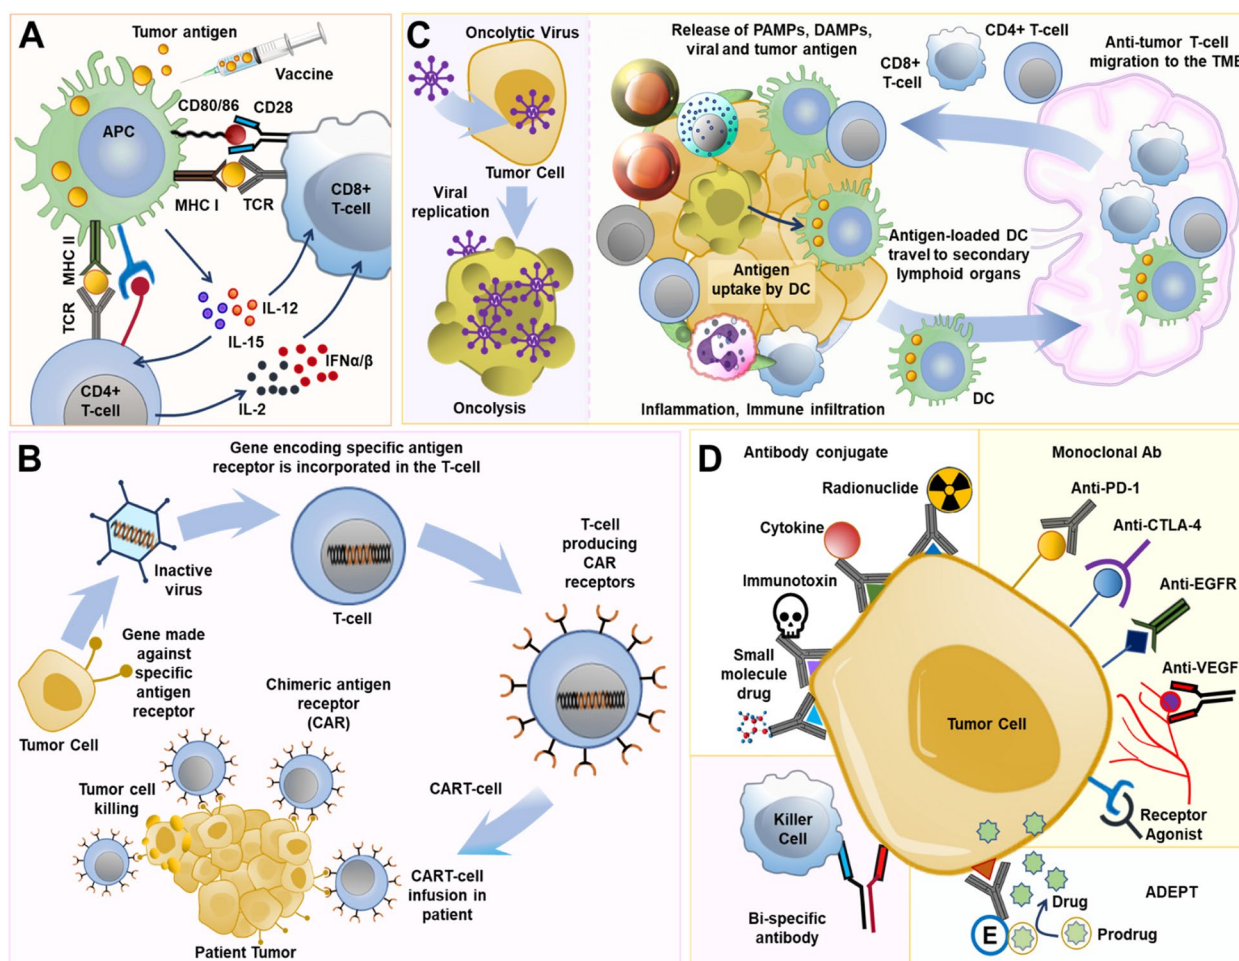 A
Tumor antigen
Vaccine
CD80/86
CD28
APC
CD8+
T-cell
MHC I
TCR
MHC II
TCR
IL-12
IL-15
IFNα/β
CD4+
T-cell
IL-2
C
Oncolytic Virus
Tumor Cell
Viral
replication
Oncolysis
Release of PAMPs, DAMPs,
viral and tumor antigen
CD4+ T-cell
CD8+
T-cell
Anti-tumor T-cell
migration to the TME
Antigen
uptake by DC
Antigen-loaded DC
travel to secondary
lymphoid organs
DC
Inflammation, Immune infiltration
B
Gene encoding specific antigen
receptor is incorporated in the T-cell
Inactive
virus
T-cell
T-cell
producing
CAR
receptors
Gene made
against
specific
antigen
receptor
Tumor Cell
Chimeric antigen
receptor
(CAR)
Tumor cell
killing
CART-cell
CART-cell
infusion in
patient
Patient Tumor
D
Antibody conjugate
Radionuclide
Cytokine
Immunotoxin
Small
molecule
drug
Monoclonal Ab
Anti-PD-1
Anti-CTLA-4
Anti-EGFR
Anti-VEGF
Tumor Cell
Receptor
Agonist
Killer
Cell
Bi-specific
antibody
ADEPT
Drug
Prodrug
E